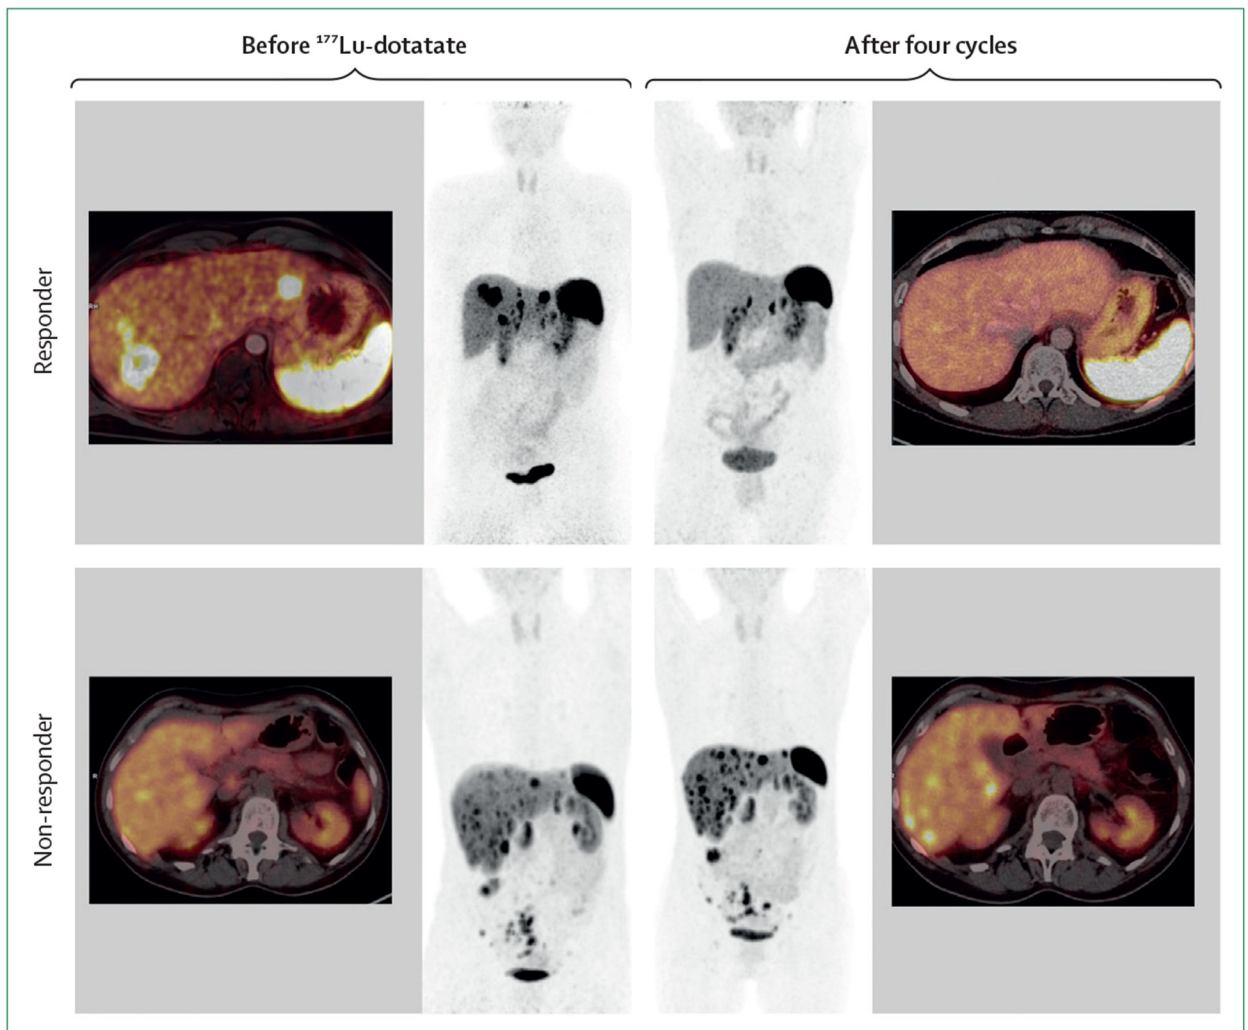 Before ¹⁷⁷Lu-dotatate
After four cycles
Responder
Non-responder